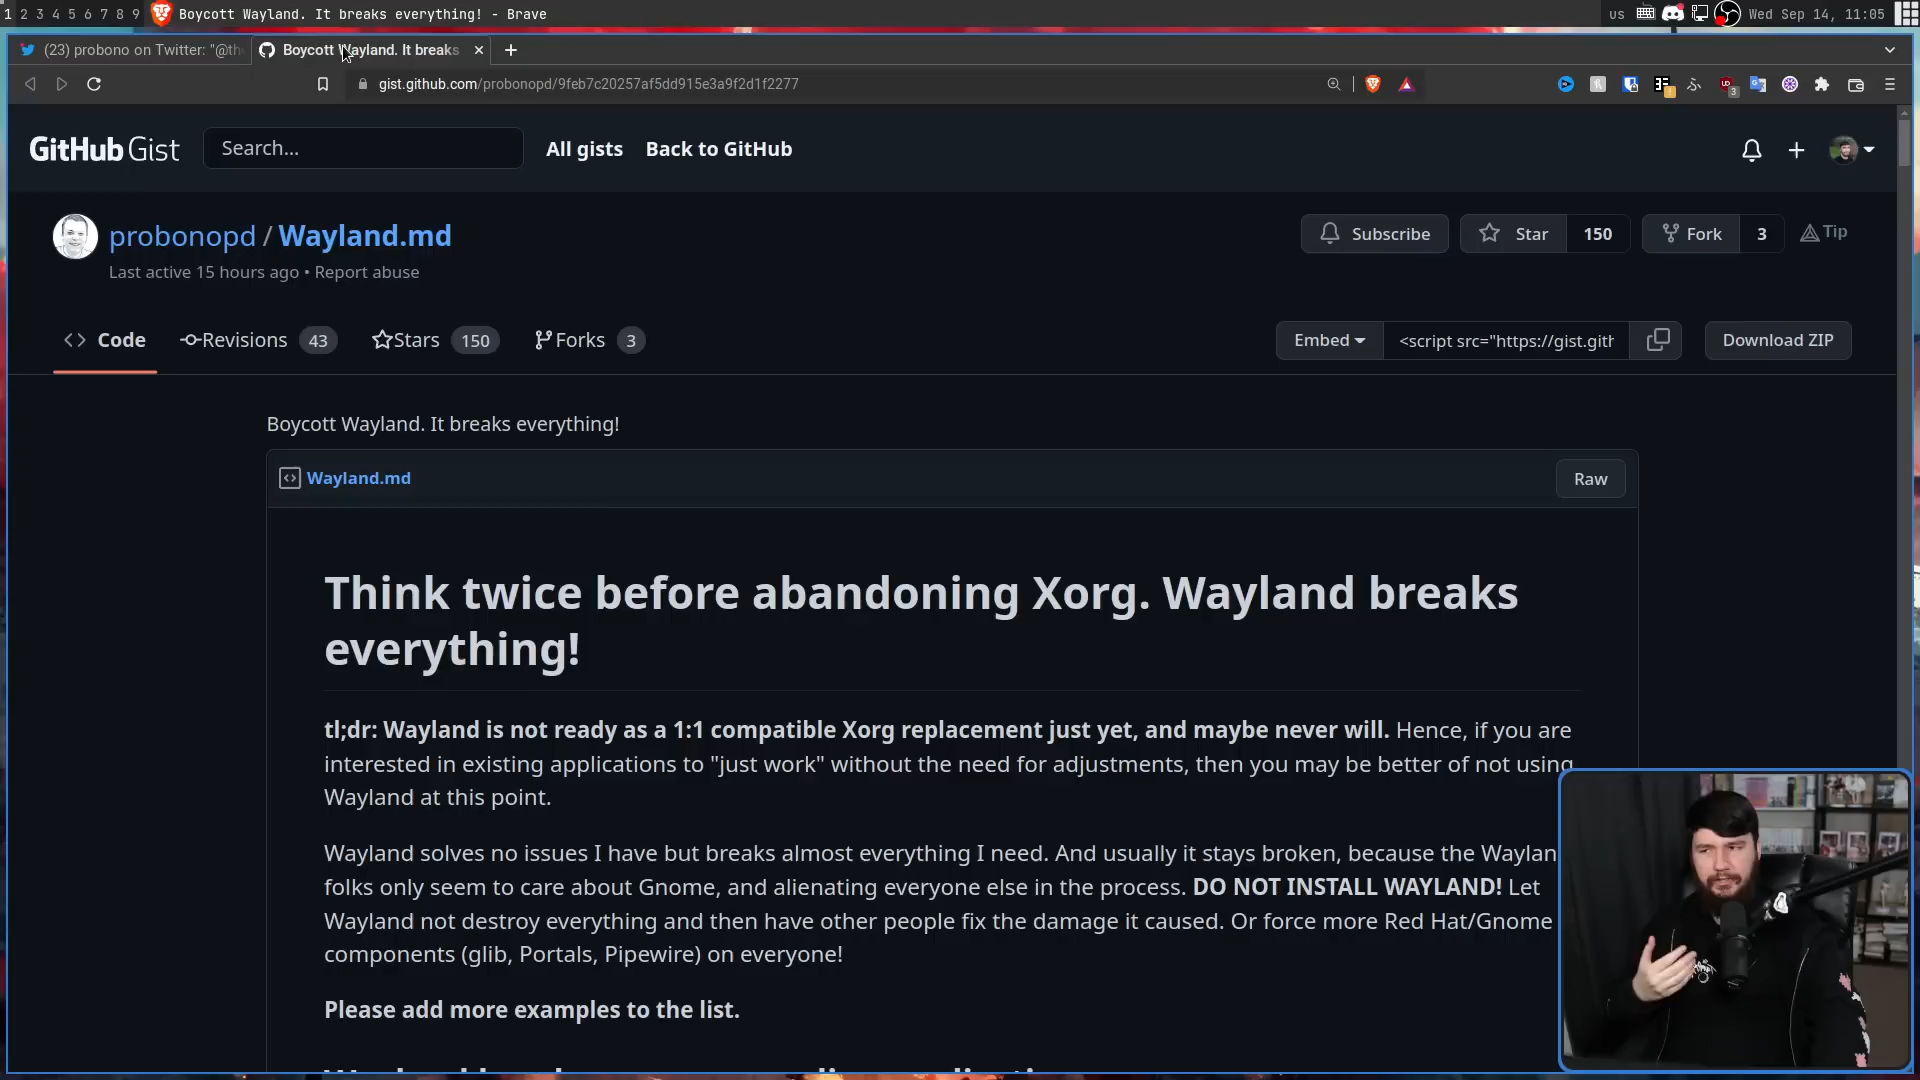 1 2 3 4 5 6 7 8 9 Boycott Wayland. It breaks everything! - Brave us Wed Sep 14, 11:05
(23) probono on Twitter: "@th Boycott Wayland. It breaks
gist.github.com/probonopd/9feb7c20257af5dd915e3a9f2d1f2277
GitHub Gist Search... All gists Back to GitHub
probonopd / Wayland.md Subscribe Star 150 Fork 3 Tip
Last active 15 hours ago • Report abuse
Code Revisions 43 Stars 150 Forks 3 Embed <script src="https://gist.gith Download ZIP
Boycott Wayland. It breaks everything!
Wayland.md Raw
Think twice before abandoning Xorg. Wayland breaks
everything!
tl;dr: Wayland is not ready as a 1:1 compatible Xorg replacement just yet, and maybe never will. Hence, if you are
interested in existing applications to "just work" without the need for adjustments, then you may be better of not using
Wayland at this point.
Wayland solves no issues I have but breaks almost everything I need. And usually it stays broken, because the Waylan
folks only seem to care about Gnome, and alienating everyone else in the process. DO NOT INSTALL WAYLAND! Let
Wayland not destroy everything and then have other people fix the damage it caused. Or force more Red Hat/Gnome
components (glib, Portals, Pipewire) on everyone!
Please add more examples to the list.